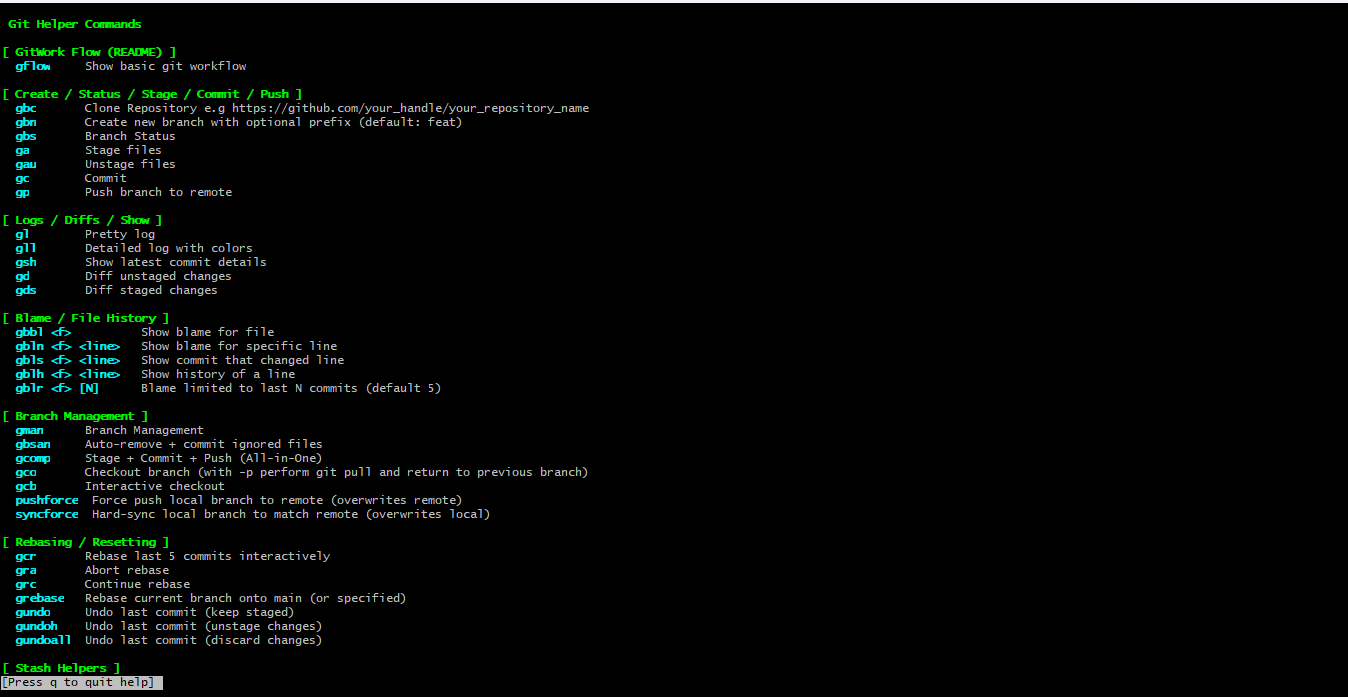 Git Helper Commands
[ GitWork Flow (README) ]
gflow Show basic git workflow
[ Create / Status / Stage / Commit / Push ]
gbc Clone Repository e.g https://github.com/your_handle/your_repository_name
gbn Create new branch with optional prefix (default: feat)
gbs Branch Status
ga Stage files
gau Unstage files
gc Commit
gp Push branch to remote
[ Logs / Diffs / Show ]
gl Pretty log
gll Detailed log with colors
gsh Show latest commit details
gd Diff unstaged changes
gds Diff staged changes
[ Blame / File History ]
gbbl <f> Show blame for file
gbln <f> <line> Show blame for specific line
gbls <f> <line> Show commit that changed line
gblh <f> <line> Show history of a line
gblr <f> [N] Blame limited to last N commits (default 5)
[ Branch Management ]
gman Branch Management
gbsan Auto-remove + commit ignored files
gcomp Stage + Commit + Push (All-in-One)
gco Checkout branch (with -p perform git pull and return to previous branch)
gcb Interactive checkout
pushforce Force push local branch to remote (overwrites remote)
syncforce Hard-sync local branch to match remote (overwrites local)
[ Rebasing / Resetting ]
gcr Rebase last 5 commits interactively
gra Abort rebase
grc Continue rebase
grebase Rebase current branch onto main (or specified)
gundo Undo last commit (keep staged)
gundoh Undo last commit (unstage changes)
gundoall Undo last commit (discard changes)
[ Stash Helpers ]
[Press q to quit help]